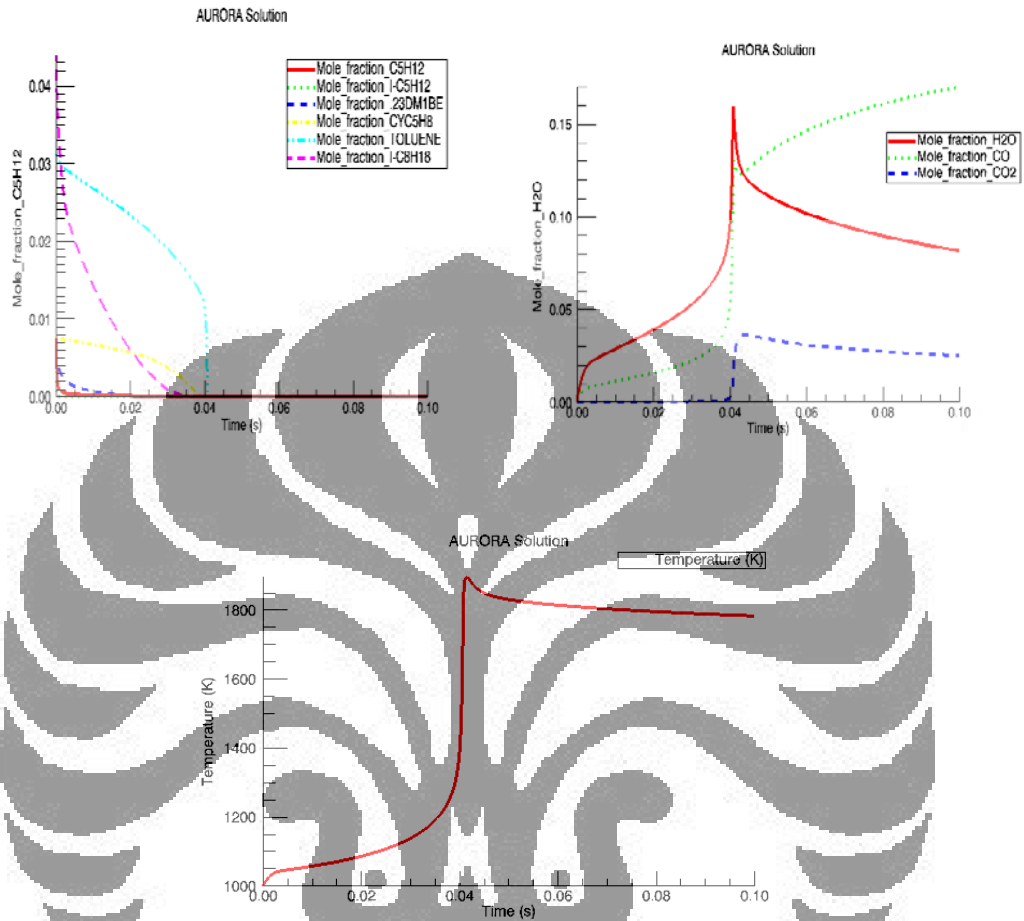 AURORA Solution
Mole_fraction_C5H12
Mole_fraction_I-C5H12
Mole_fraction_.23DM1BE
Mole_fraction_CYC5H8
Mole_fraction_TOLUENE
Mole_fraction_I-C8H18
Mole_fraction_C5H12
0.04
0.03
0.02
0.01
0.00
0.00 0.02 0.04 0.06 0.08 0.10
Time (s)
AURORA Solution
Mole_fraction_H2O
Mole_fraction_CO
Mole_fraction_CO2
Mole_fraction_H2O
0.15
0.10
0.05
0.00
0.00 0.02 0.04 0.06 0.08 0.10
Time (s)
AURORA Solution
Temperature (K)
Temperature (K)
1800
1600
1400
1200
1000
0.00 0.02 0.04 0.06 0.08 0.10
Time (s)